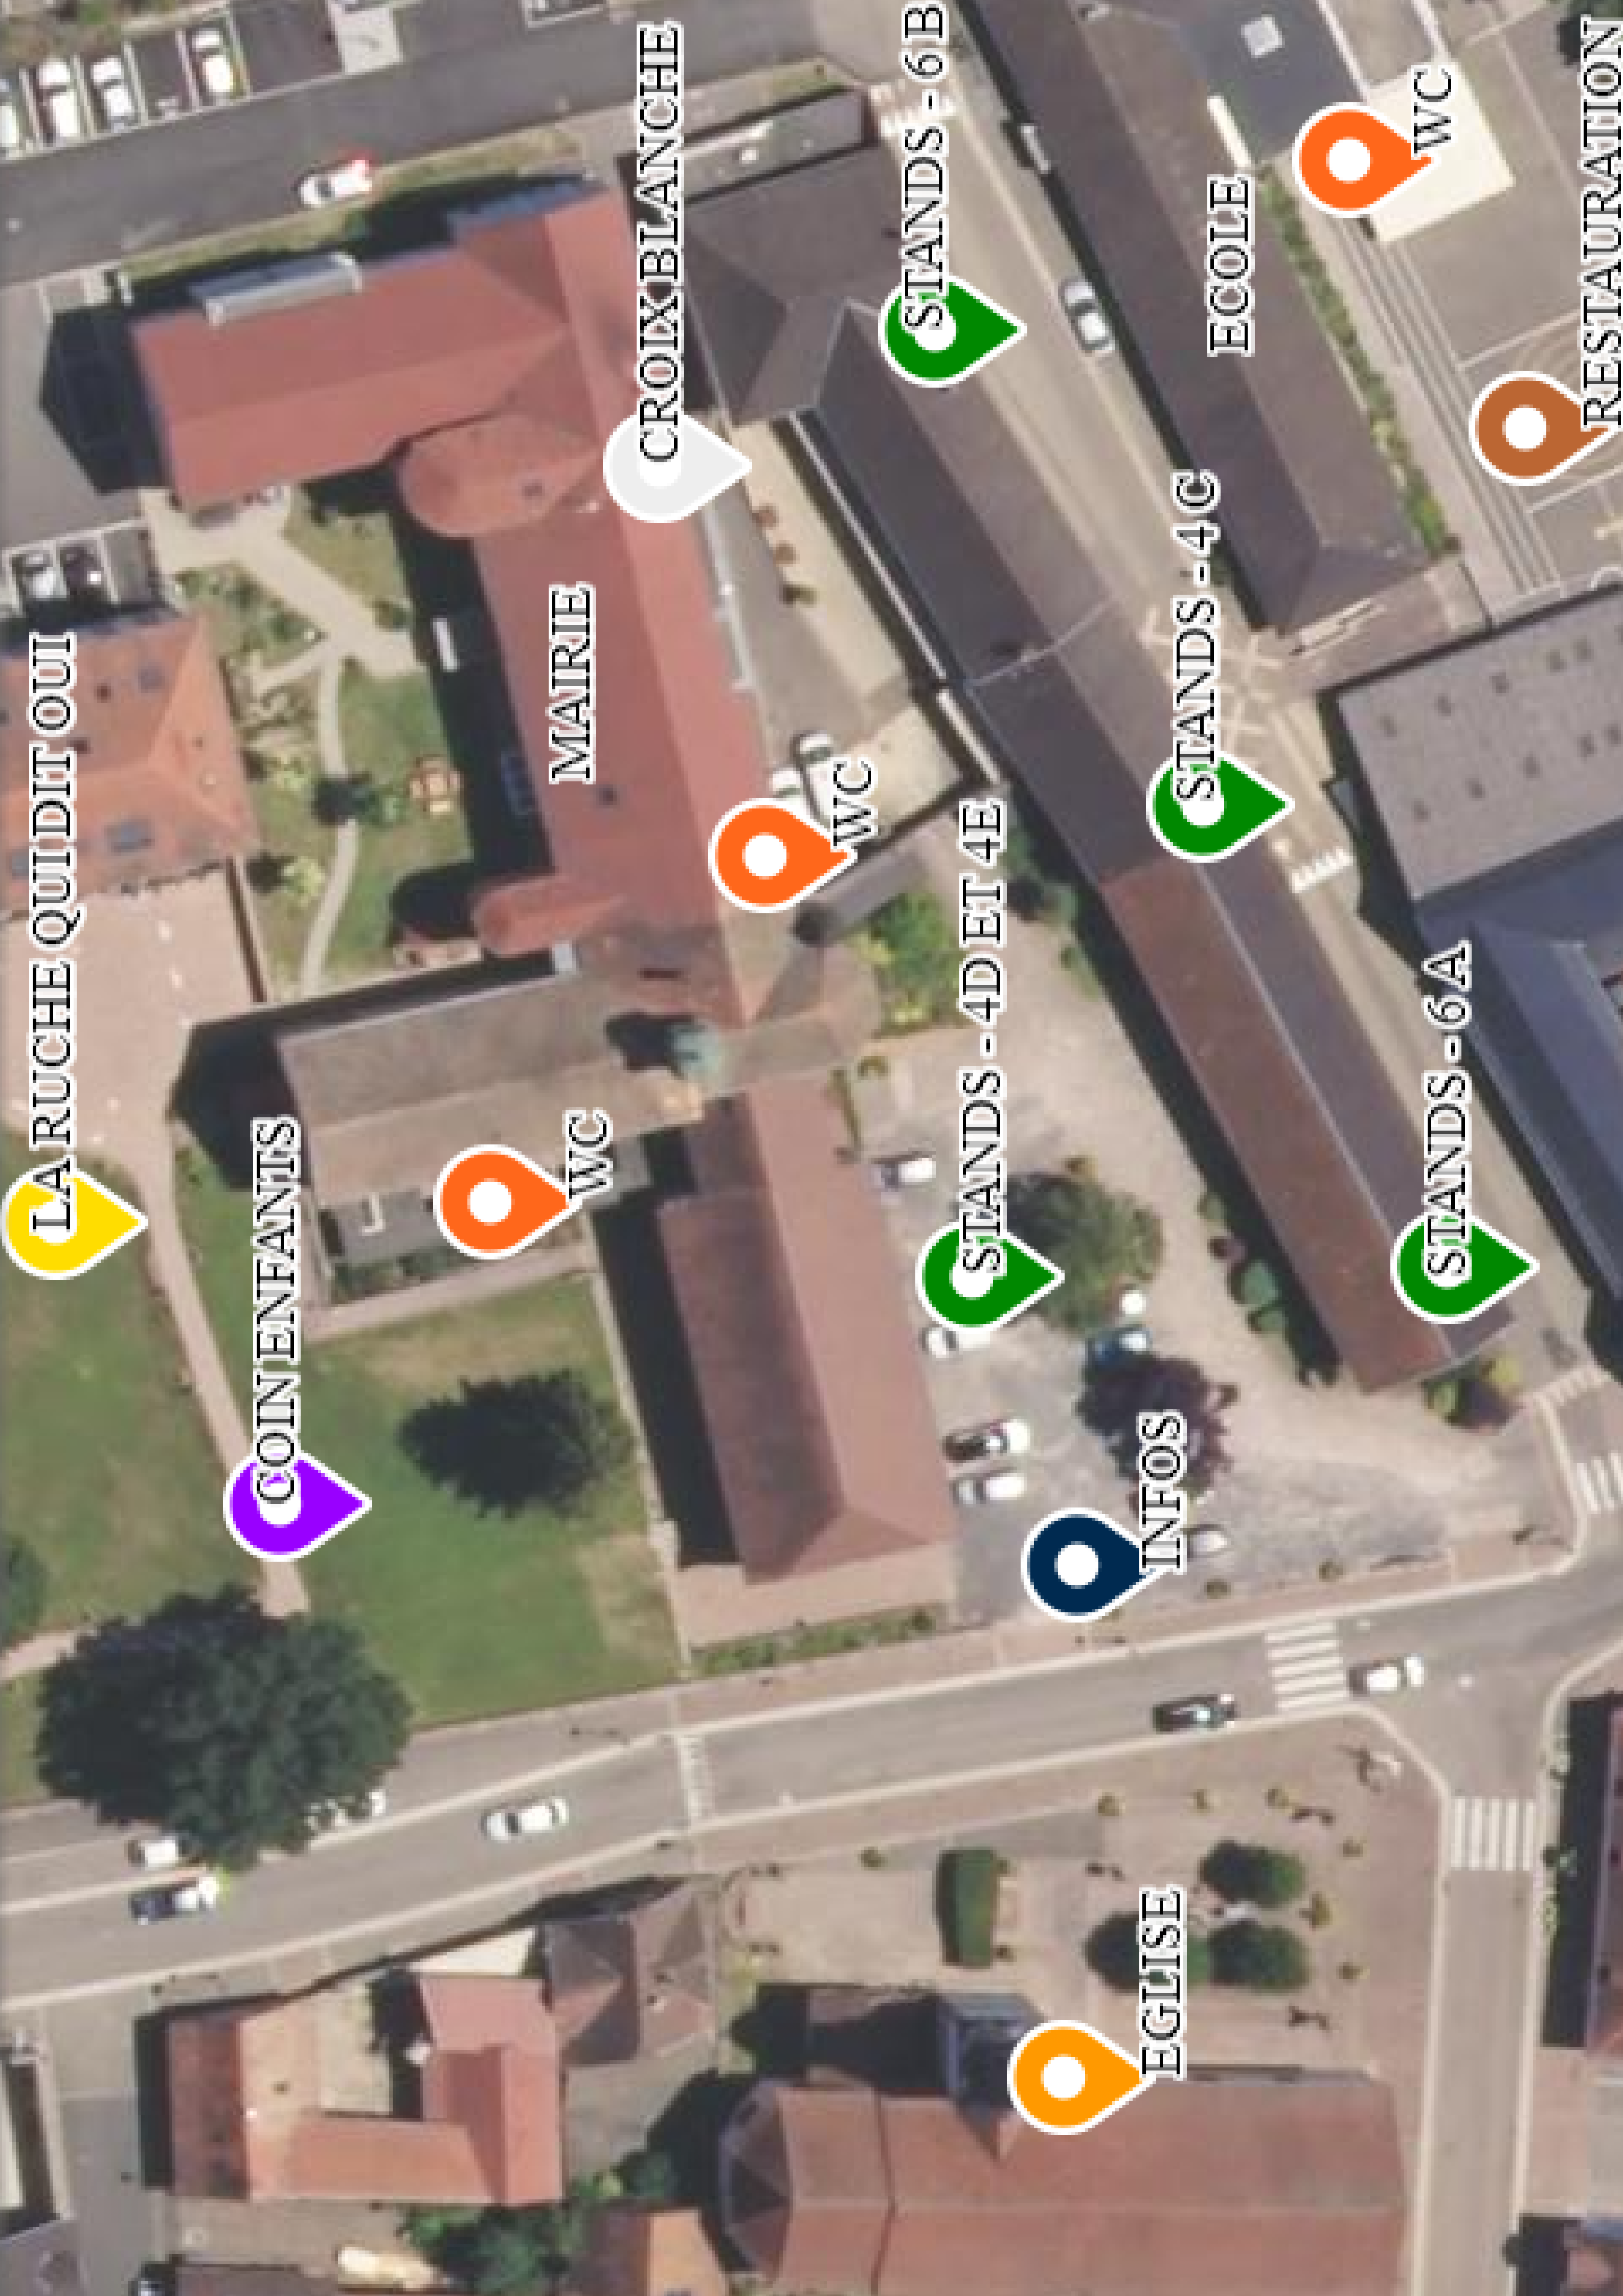 LA RUCHE QUI DIT OUI
COIN ENFANTS
WC
MAIRIE
CROIX BLANCHE
WC
STANDS - 6 B
STANDS - 4D ET 4E
INFOS
EGLISE
STANDS - 4 C
ECOLE
WC
STANDS - 6 A
RESTAURATION